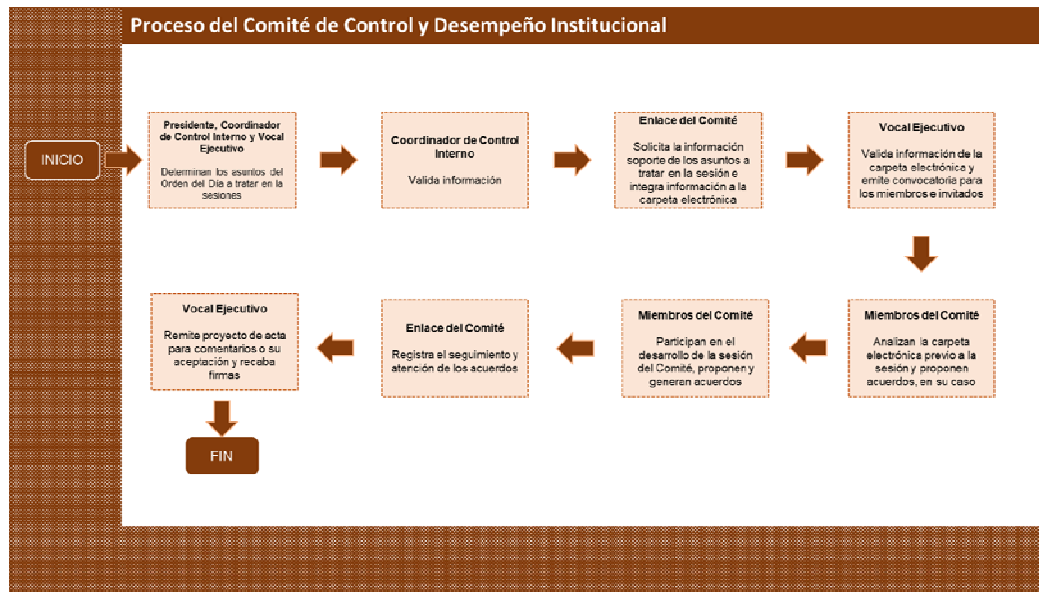 Proceso del Comité de Control y Desempeño Institucional
INICIO
Presidente, Coordinador
de Control Interno y Vocal
Ejecutivo
Determinan los asuntos del
Orden del Día a tratar en la
sesiones
Coordinador de Control
Interno
Valida información
Enlace del Comité
Solicita la información
soporte de los asuntos a
tratar en la sesión e
integra información a la
carpeta electrónica
Vocal Ejecutivo
Valida información de la
carpeta electrónica y
emite convocatoria para
los miembros e invitados
Miembros del Comité
Analizan la carpeta
electrónica previo a la
sesión y proponen
acuerdos, en su caso
Miembros del Comité
Participan en el
desarrollo de la sesión
del Comité, proponen y
generan acuerdos
Enlace del Comité
Registra el seguimiento y
atención de los acuerdos
Vocal Ejecutivo
Remite proyecto de acta
para comentarios o su
aceptación y recaba
firmas
FIN